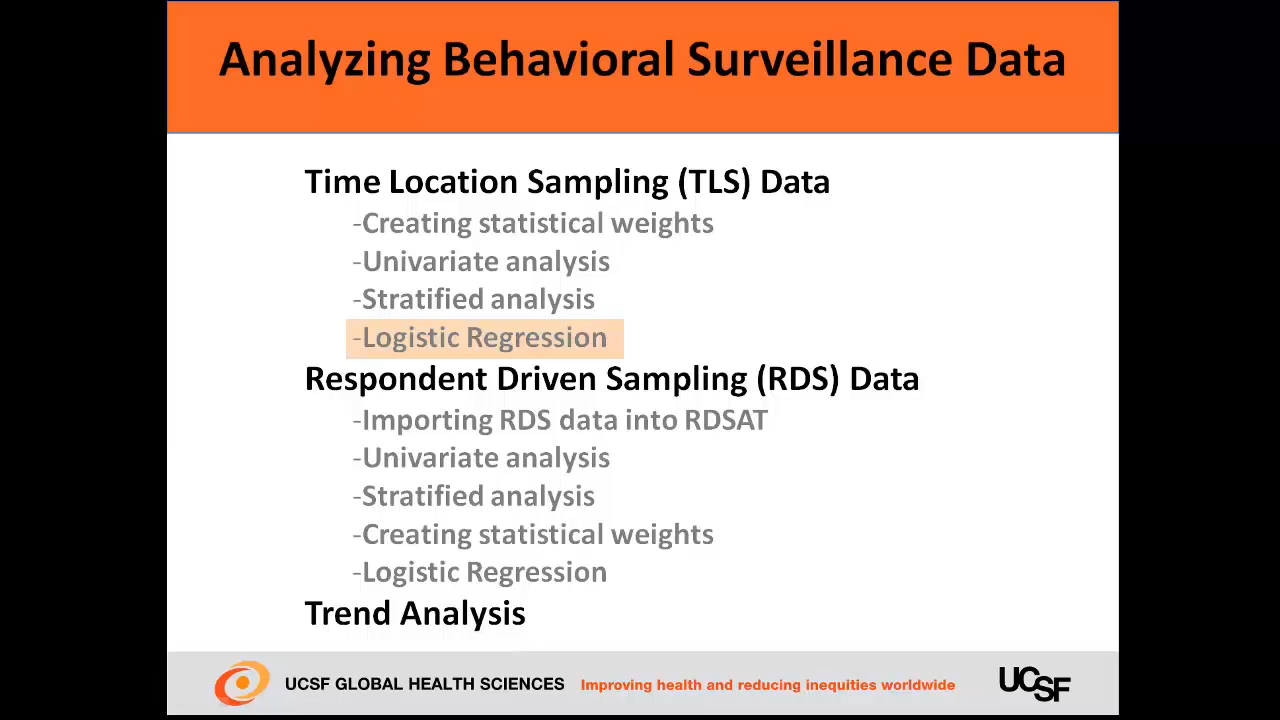 Analyzing Behavioral Surveillance Data
Time Location Sampling (TLS) Data
-Creating statistical weights
-Univariate analysis
-Stratified analysis
-Logistic Regression
Respondent Driven Sampling (RDS) Data
-Importing RDS data into RDSAT
-Univariate analysis
-Stratified analysis
-Creating statistical weights
-Logistic Regression
Trend Analysis
UCSF GLOBAL HEALTH SCIENCES Improving health and reducing inequities worldwide UCSF